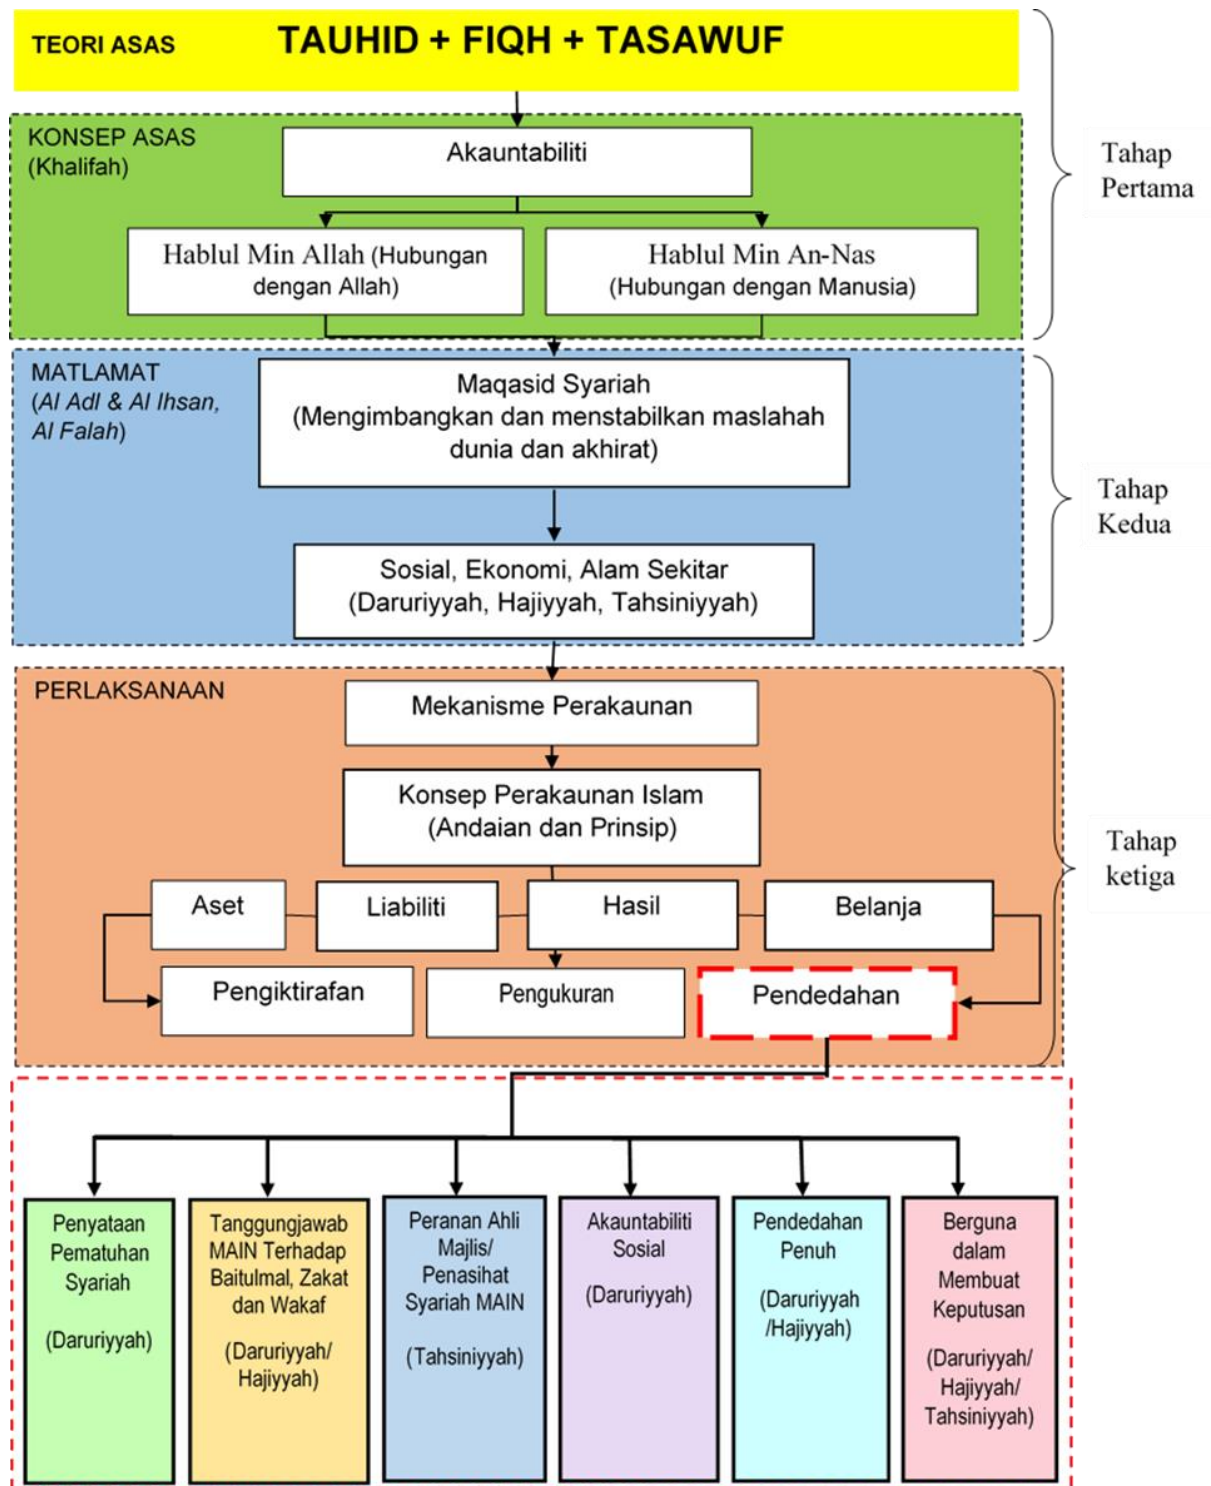 TEORI ASAS
TAUHID + FIQH + TASAWUF
KONSEP ASAS
(Khalifah)
Akauntabiliti
Hablul Min Allah (Hubungan
dengan Allah)
Hablul Min An-Nas
(Hubungan dengan Manusia)
Tahap
Pertama
MATLAMAT
(Al Adl & Al Ihsan,
Al Falah)
Maqasid Syariah
(Mengimbangkan dan menstabilkan maslahah
dunia dan akhirat)
Sosial, Ekonomi, Alam Sekitar
(Daruriyyah, Hajiyyah, Tahsiniyyah)
Tahap
Kedua
PERLAKSANAAN
Mekanisme Perakaunan
Konsep Perakaunan Islam
(Andaian dan Prinsip)
Aset
Liabiliti
Hasil
Belanja
Pengiktirafan
Pengukuran
Pendedahan
Tahap
ketiga
Penyataan
Pematuhan
Syariah
(Daruriyyah)
Tanggungjawab
MAIN Terhadap
Baitulmal, Zakat
dan Wakaf
(Daruriyyah/
Hajiyyah)
Peranan Ahli
Majlis/
Penasihat
Syariah MAIN
(Tahsiniyyah)
Akauntabiliti
Sosial
(Daruriyyah)
Pendedahan
Penuh
(Daruriyyah
/Hajiyyah)
Berguna
dalam
Membuat
Keputusan
(Daruriyyah/
Hajiyyah/
Tahsiniyyah)